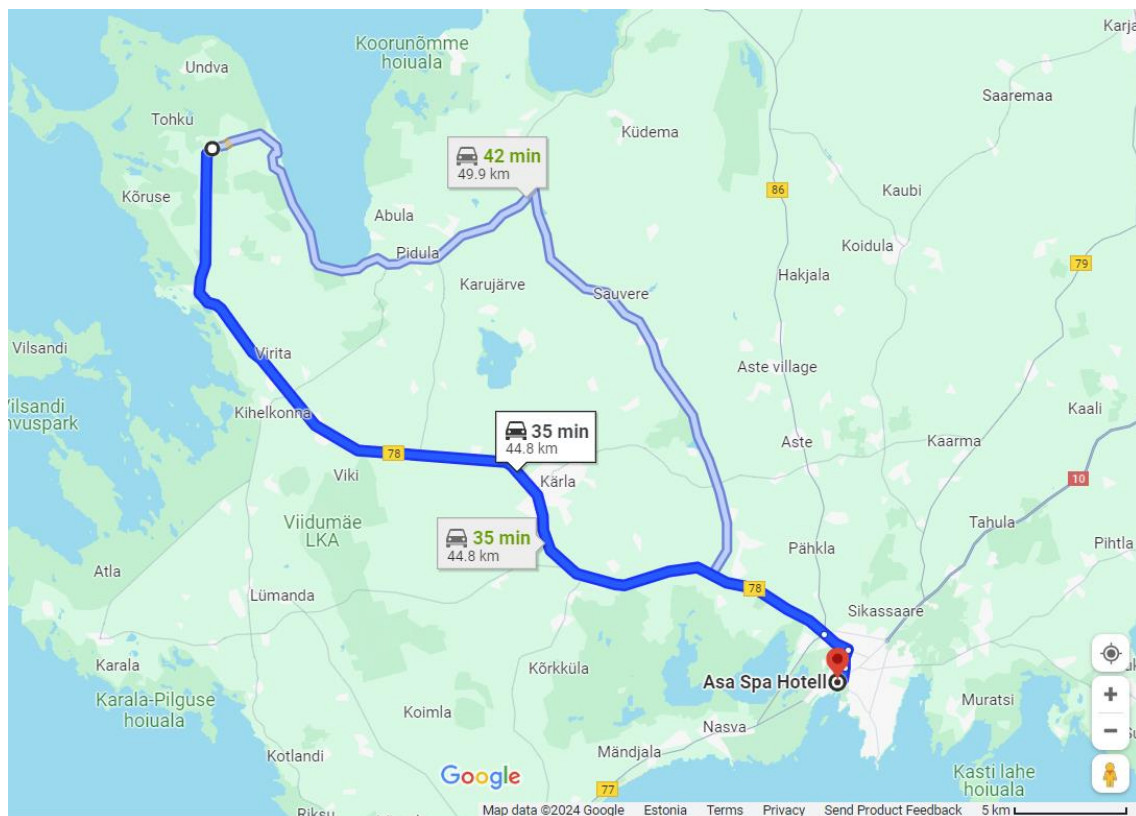 Karja
Koorunõmme
hoiuala
Undva
Saaremaa
Tohku
Küdema
42 min
49.9 km
86
Kaubi
Kõruse
Abula
Koidula
Pidula
79
Hakjala
Karujärve
Sauvere
Vilsandi
Virita
Aste village
Vilsandi
Kihelkonna
Kaali
35 min
44.8 km
Aste
Kaarma
78
Viki
Kärla
10
Viidumäe
LKA
35 min
44.8 km
Tahula
Pähkla
Pihtla
Atla
78
Lümanda
Sikassaare
Karala
Kõrkküla
Asa Spa Hotell
Karala-Pilguse
hoiuala
Koimla
Muratsi
Nasva
Kotlandi
Mändjala
Google
77
Kasti lahe
hoiuala
Riksu
Map data ©2024 Google Estonia Terms Privacy Send Product Feedback 5 km